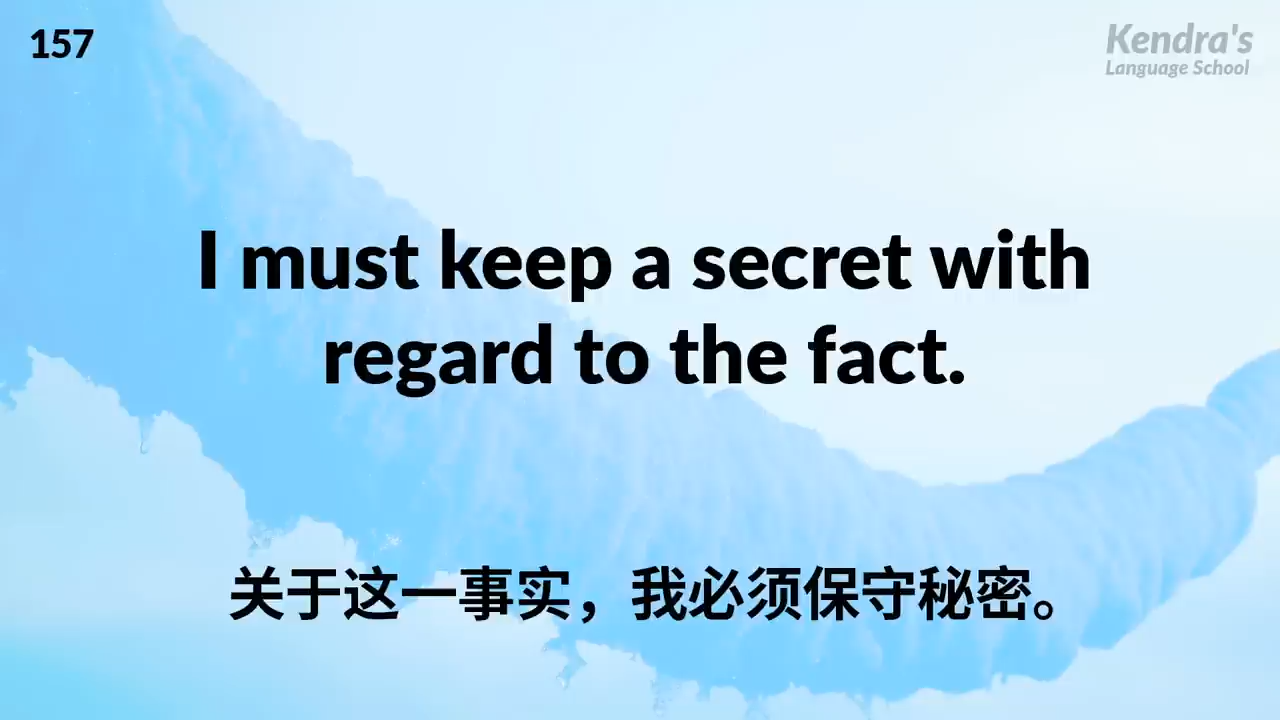 157
Kendra's
Language School
I must keep a secret with
regard to the fact.
关于这一事实，我必须保守秘密。